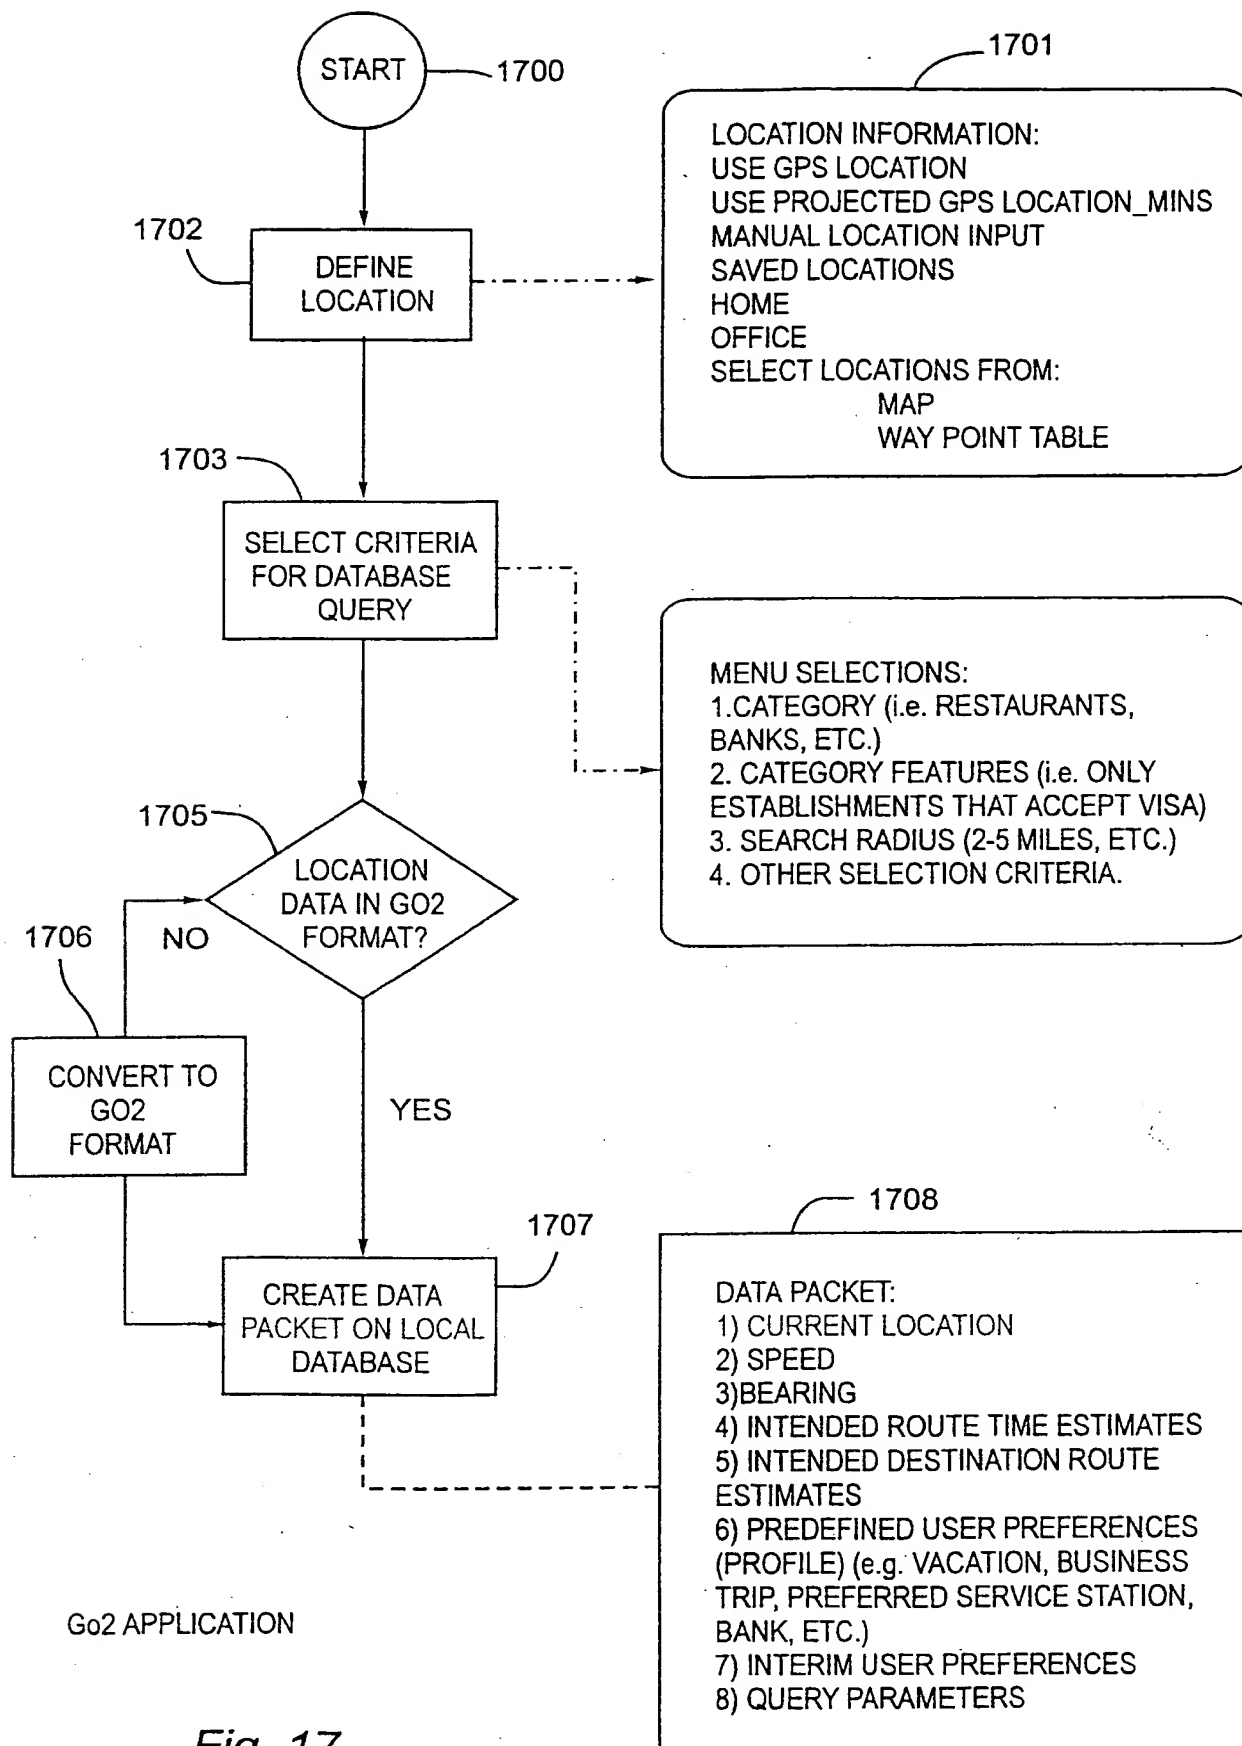 START
1700
1701
LOCATION INFORMATION:
USE GPS LOCATION
USE PROJECTED GPS LOCATION_MINS
MANUAL LOCATION INPUT
SAVED LOCATIONS
HOME
OFFICE
SELECT LOCATIONS FROM:
MAP
WAY POINT TABLE
1702
DEFINE
LOCATION
1703
SELECT CRITERIA
FOR DATABASE
QUERY
MENU SELECTIONS:
1.CATEGORY (i.e. RESTAURANTS,
BANKS, ETC.)
2. CATEGORY FEATURES (i.e. ONLY
ESTABLISHMENTS THAT ACCEPT VISA)
3. SEARCH RADIUS (2-5 MILES, ETC.)
4. OTHER SELECTION CRITERIA.
1705
LOCATION
DATA IN GO2
FORMAT?
1706
NO
CONVERT TO
GO2
FORMAT
YES
1707
CREATE DATA
PACKET ON LOCAL
DATABASE
1708
DATA PACKET:
1) CURRENT LOCATION
2) SPEED
3)BEARING
4) INTENDED ROUTE TIME ESTIMATES
5) INTENDED DESTINATION ROUTE
ESTIMATES
6) PREDEFINED USER PREFERENCES
(PROFILE) (e.g. VACATION, BUSINESS
TRIP, PREFERRED SERVICE STATION,
BANK, ETC.)
7) INTERIM USER PREFERENCES
8) QUERY PARAMETERS
Go2 APPLICATION
Fig. 17